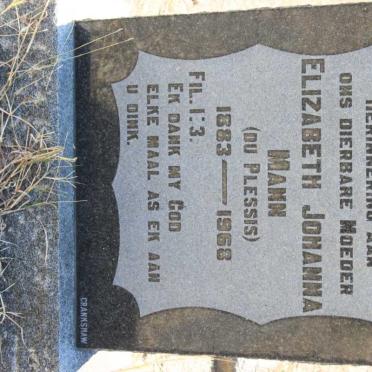 HERINNERING AAN
ONS DIERBARE MOEDER
ELIZABETH JOHANNA
MANN
(DU PLESSIS)
1883 — 1968
FIL. 1:3.
EK DANK MY GOD
ELKE MAAL AS EK AAN
U DINK.
CRANKSHAW